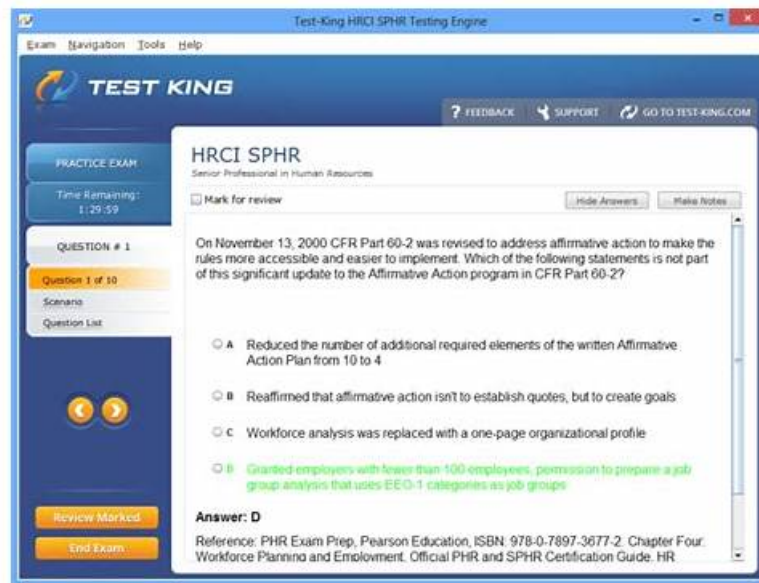 Test-King HRCI SPHR Testing Engine
Exam Navigation Tools Help
TEST KING
? FEEDBACK SUPPORT GO TO TEST-KING.COM
PRACTICE EXAM
Time Remaining:
1:29:59
QUESTION # 1
Question 1 of 10
Scenario
Question List
Review Marked
End Exam
HRCI SPHR
Senior Professional in Human Resources
Mark for review
Hide Answers Make Notes
On November 13, 2000 CFR Part 60-2 was revised to address affirmative action to make the
rules more accessible and easier to implement. Which of the following statements is not part
of this significant update to the Affirmative Action program in CFR Part 60-2?
A Reduced the number of additional required elements of the written Affirmative
Action Plan from 10 to 4
B Reaffirmed that affirmative action isn't to establish quotes, but to create goals
C Workforce analysis was replaced with a one-page organizational profile
D Granted employers with fewer than 100 employees, permission to prepare a job
group analysis that uses EEO-1 categories as job groups
Answer: D
Reference: PHR Exam Prep, Pearson Education, ISBN: 978-0-7897-3677-2. Chapter Four:
Workforce Planning and Employment. Official PHR and SPHR Certification Guide. HR